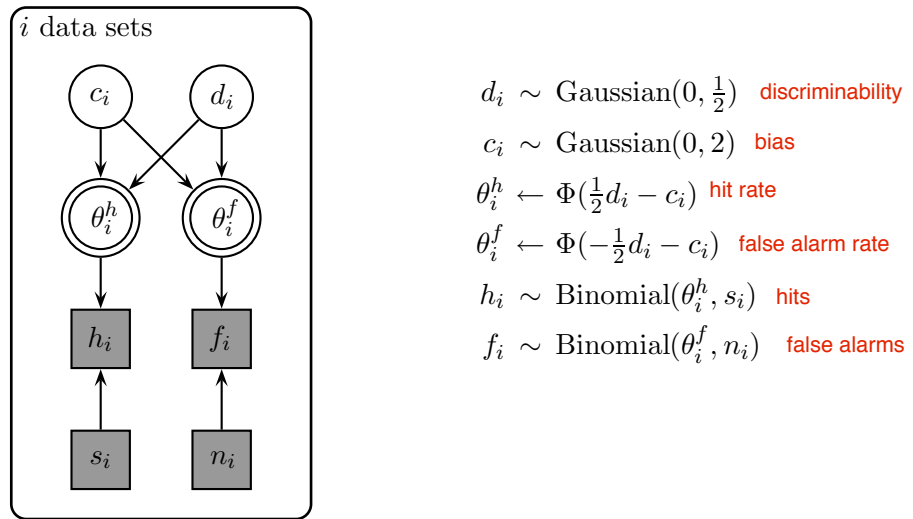 i data sets
c_i d_i
θ_i^h θ_i^f
h_i f_i
s_i n_i
d_i ∼ Gaussian(0, 1/2) discriminability
c_i ∼ Gaussian(0, 2) bias
θ_i^h ← Φ(1/2 d_i − c_i) hit rate
θ_i^f ← Φ(−1/2 d_i − c_i) false alarm rate
h_i ∼ Binomial(θ_i^h, s_i) hits
f_i ∼ Binomial(θ_i^f, n_i) false alarms